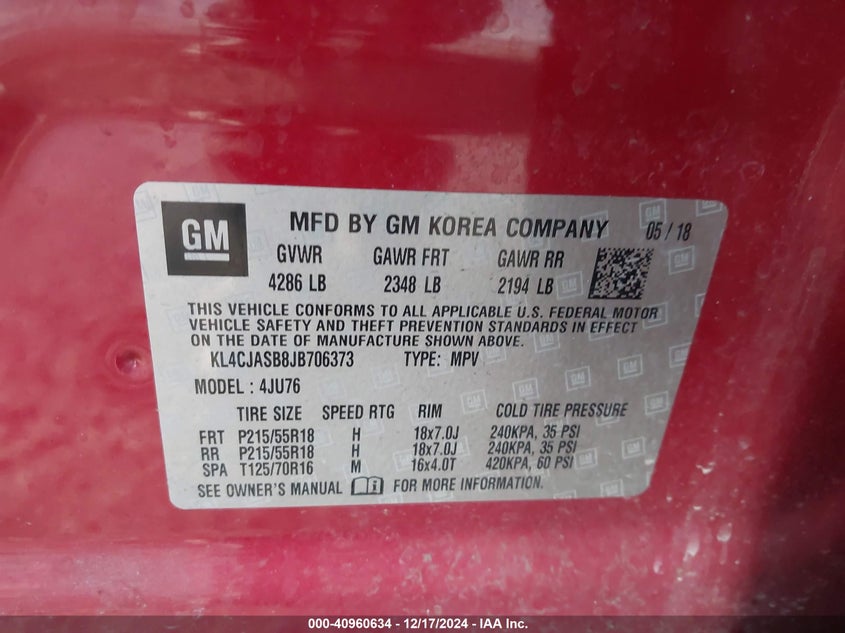 GM
MFD BY GM KOREA COMPANY 05 / 18
GVWR GAWR FRT GAWR RR
4286 LB 2348 LB 2194 LB
THIS VEHICLE CONFORMS TO ALL APPLICABLE U.S. FEDERAL MOTOR
VEHICLE SAFETY AND THEFT PREVENTION STANDARDS IN EFFECT
ON THE DATE OF MANUFACTURE SHOWN ABOVE.
KL4CJASB8JB706373 TYPE: MPV
MODEL : 4JU76
TIRE SIZE SPEED RTG RIM COLD TIRE PRESSURE
FRT P215/55R18 H 18x7.0J 240KPA, 35 PSI
RR P215/55R18 H 18x7.0J 240KPA, 35 PSI
SPA T125/70R16 M 16x4.0T 420KPA, 60 PSI
SEE OWNER'S MANUAL FOR MORE INFORMATION.
000-40960634 - 12/17/2024 - IAA Inc.